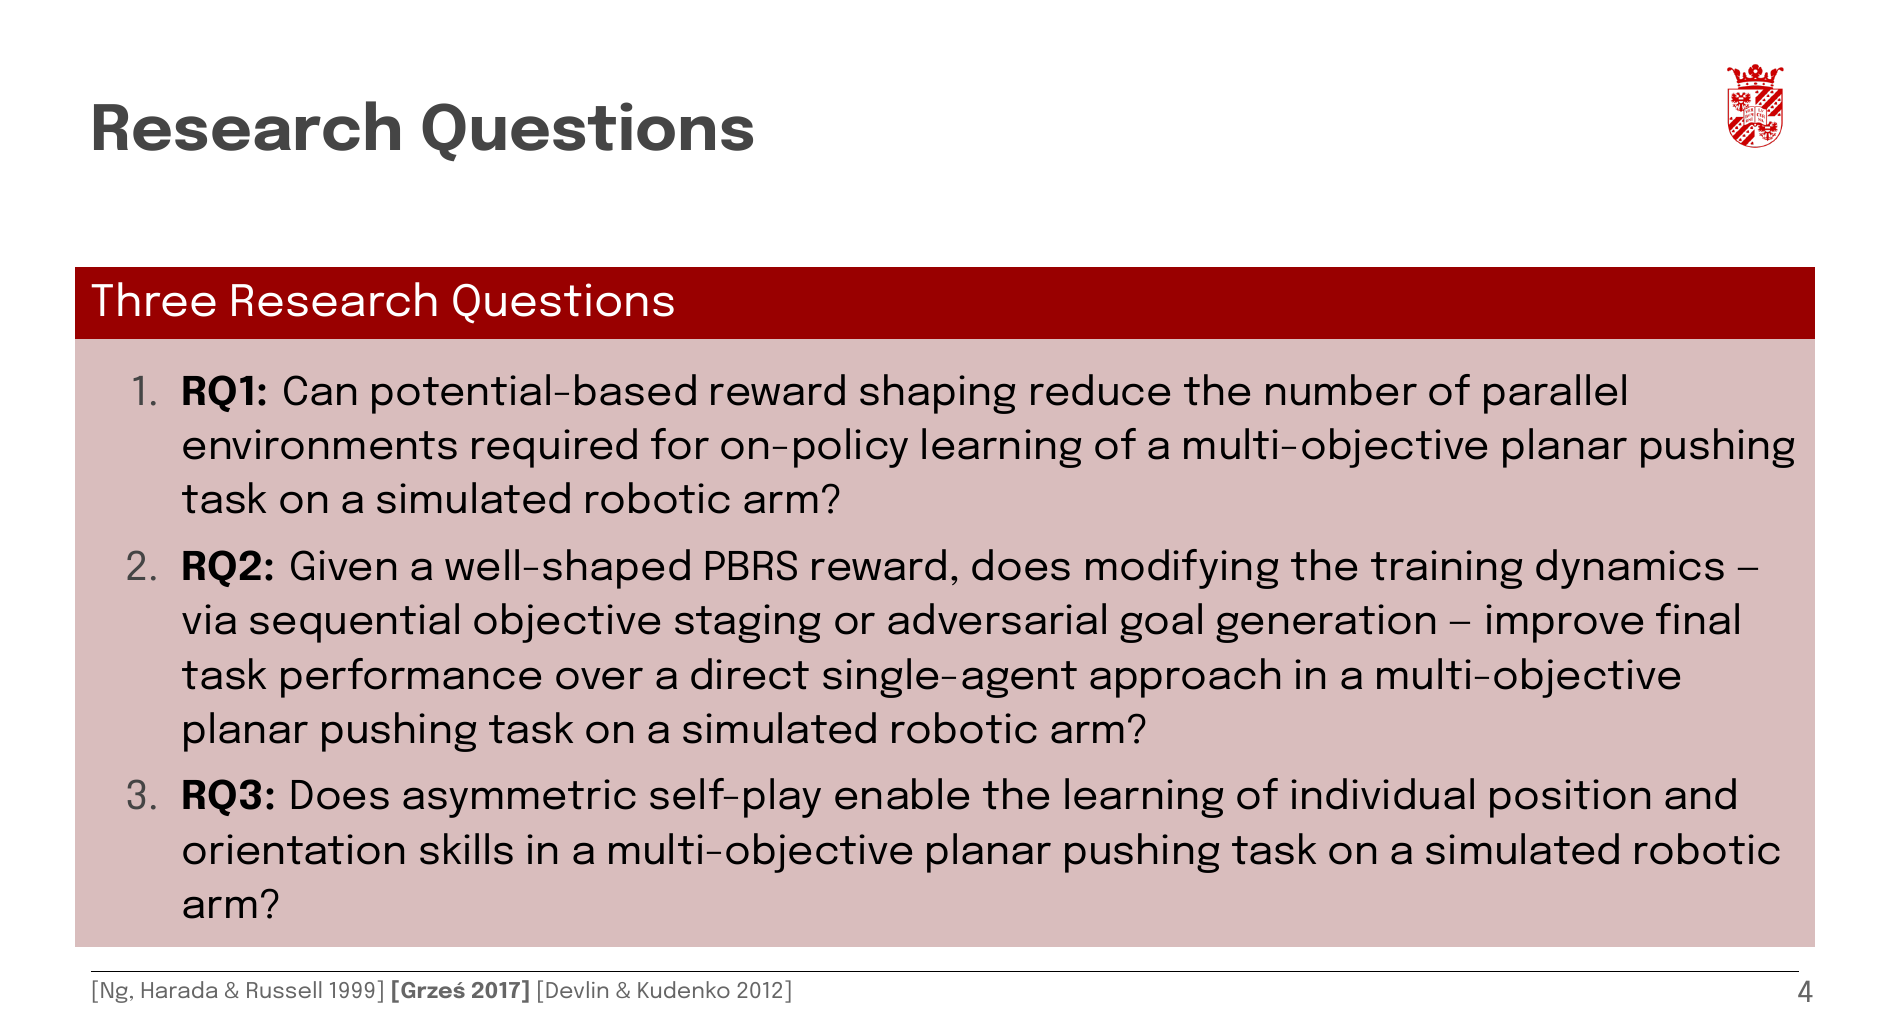 Research Questions
Three Research Questions
1. RQ1: Can potential-based reward shaping reduce the number of parallel
environments required for on-policy learning of a multi-objective planar pushing
task on a simulated robotic arm?
2. RQ2: Given a well-shaped PBRS reward, does modifying the training dynamics –
via sequential objective staging or adversarial goal generation – improve final
task performance over a direct single-agent approach in a multi-objective
planar pushing task on a simulated robotic arm?
3. RQ3: Does asymmetric self-play enable the learning of individual position and
orientation skills in a multi-objective planar pushing task on a simulated robotic
arm?
[Ng, Harada & Russell 1999] [Grześ 2017] [Devlin & Kudenko 2012]
4